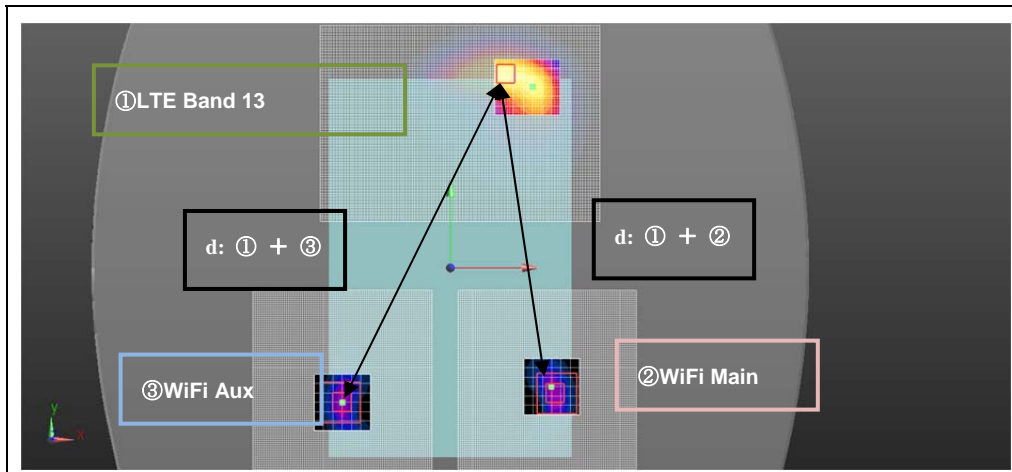 ①LTE Band 13
d: ① + ③
d: ① + ②
③WiFi Aux
②WiFi Main
y
x